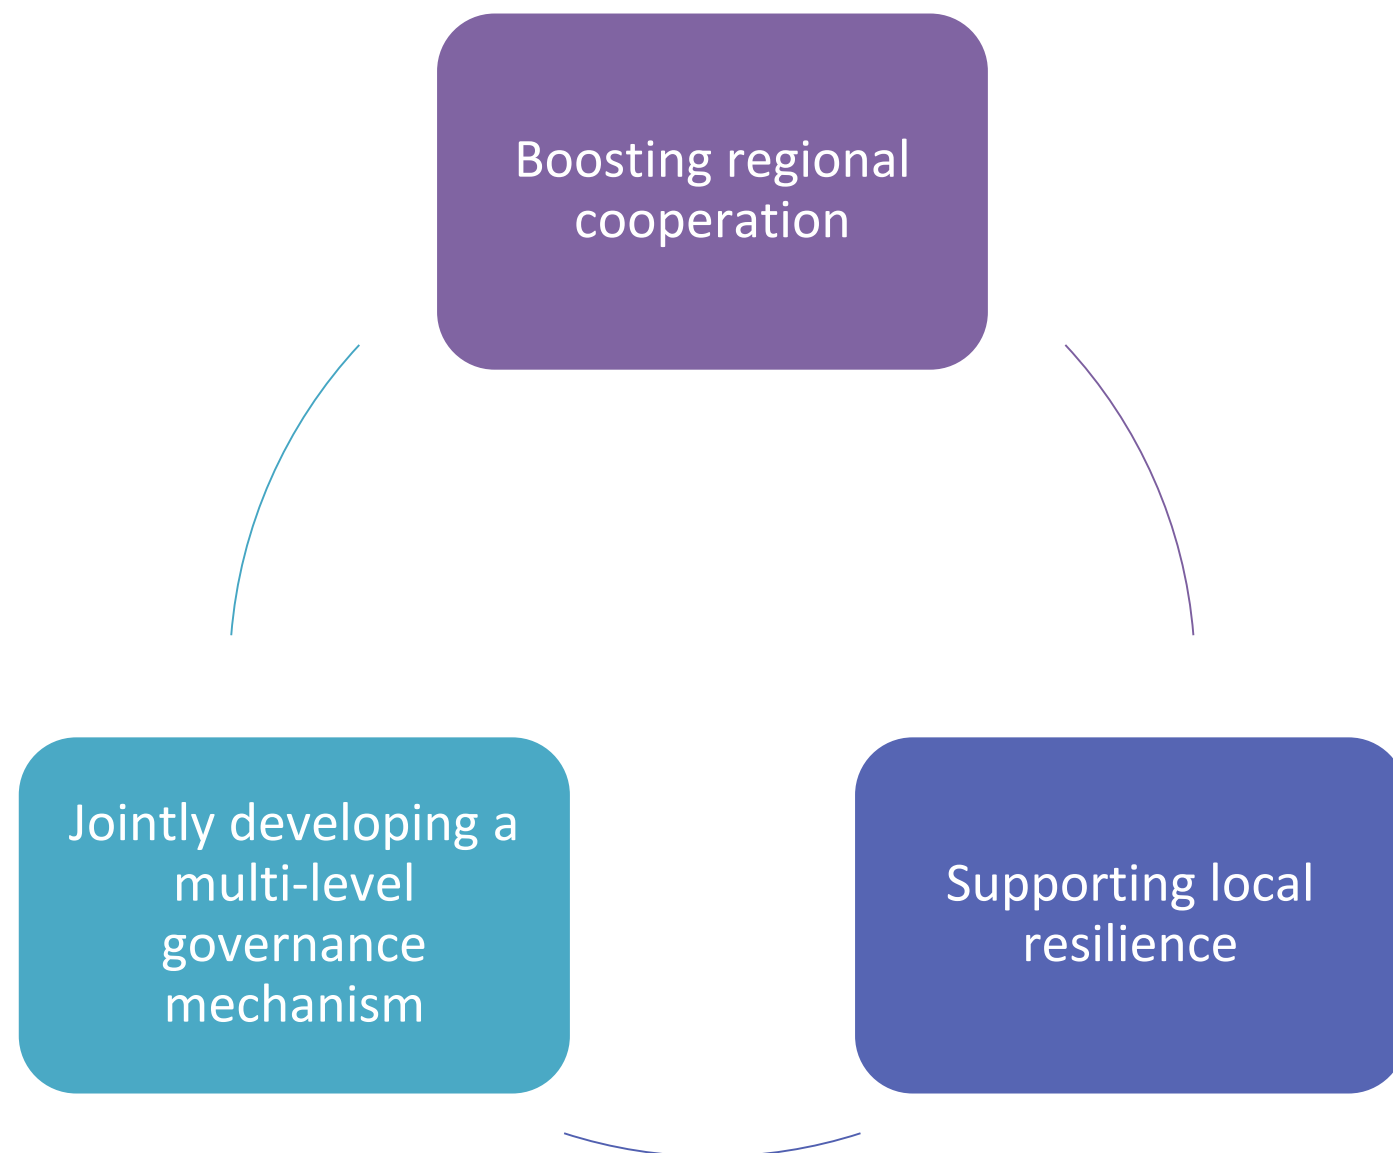 Boosting regional
cooperation
Jointly developing a
multi-level
governance
mechanism
Supporting local
resilience